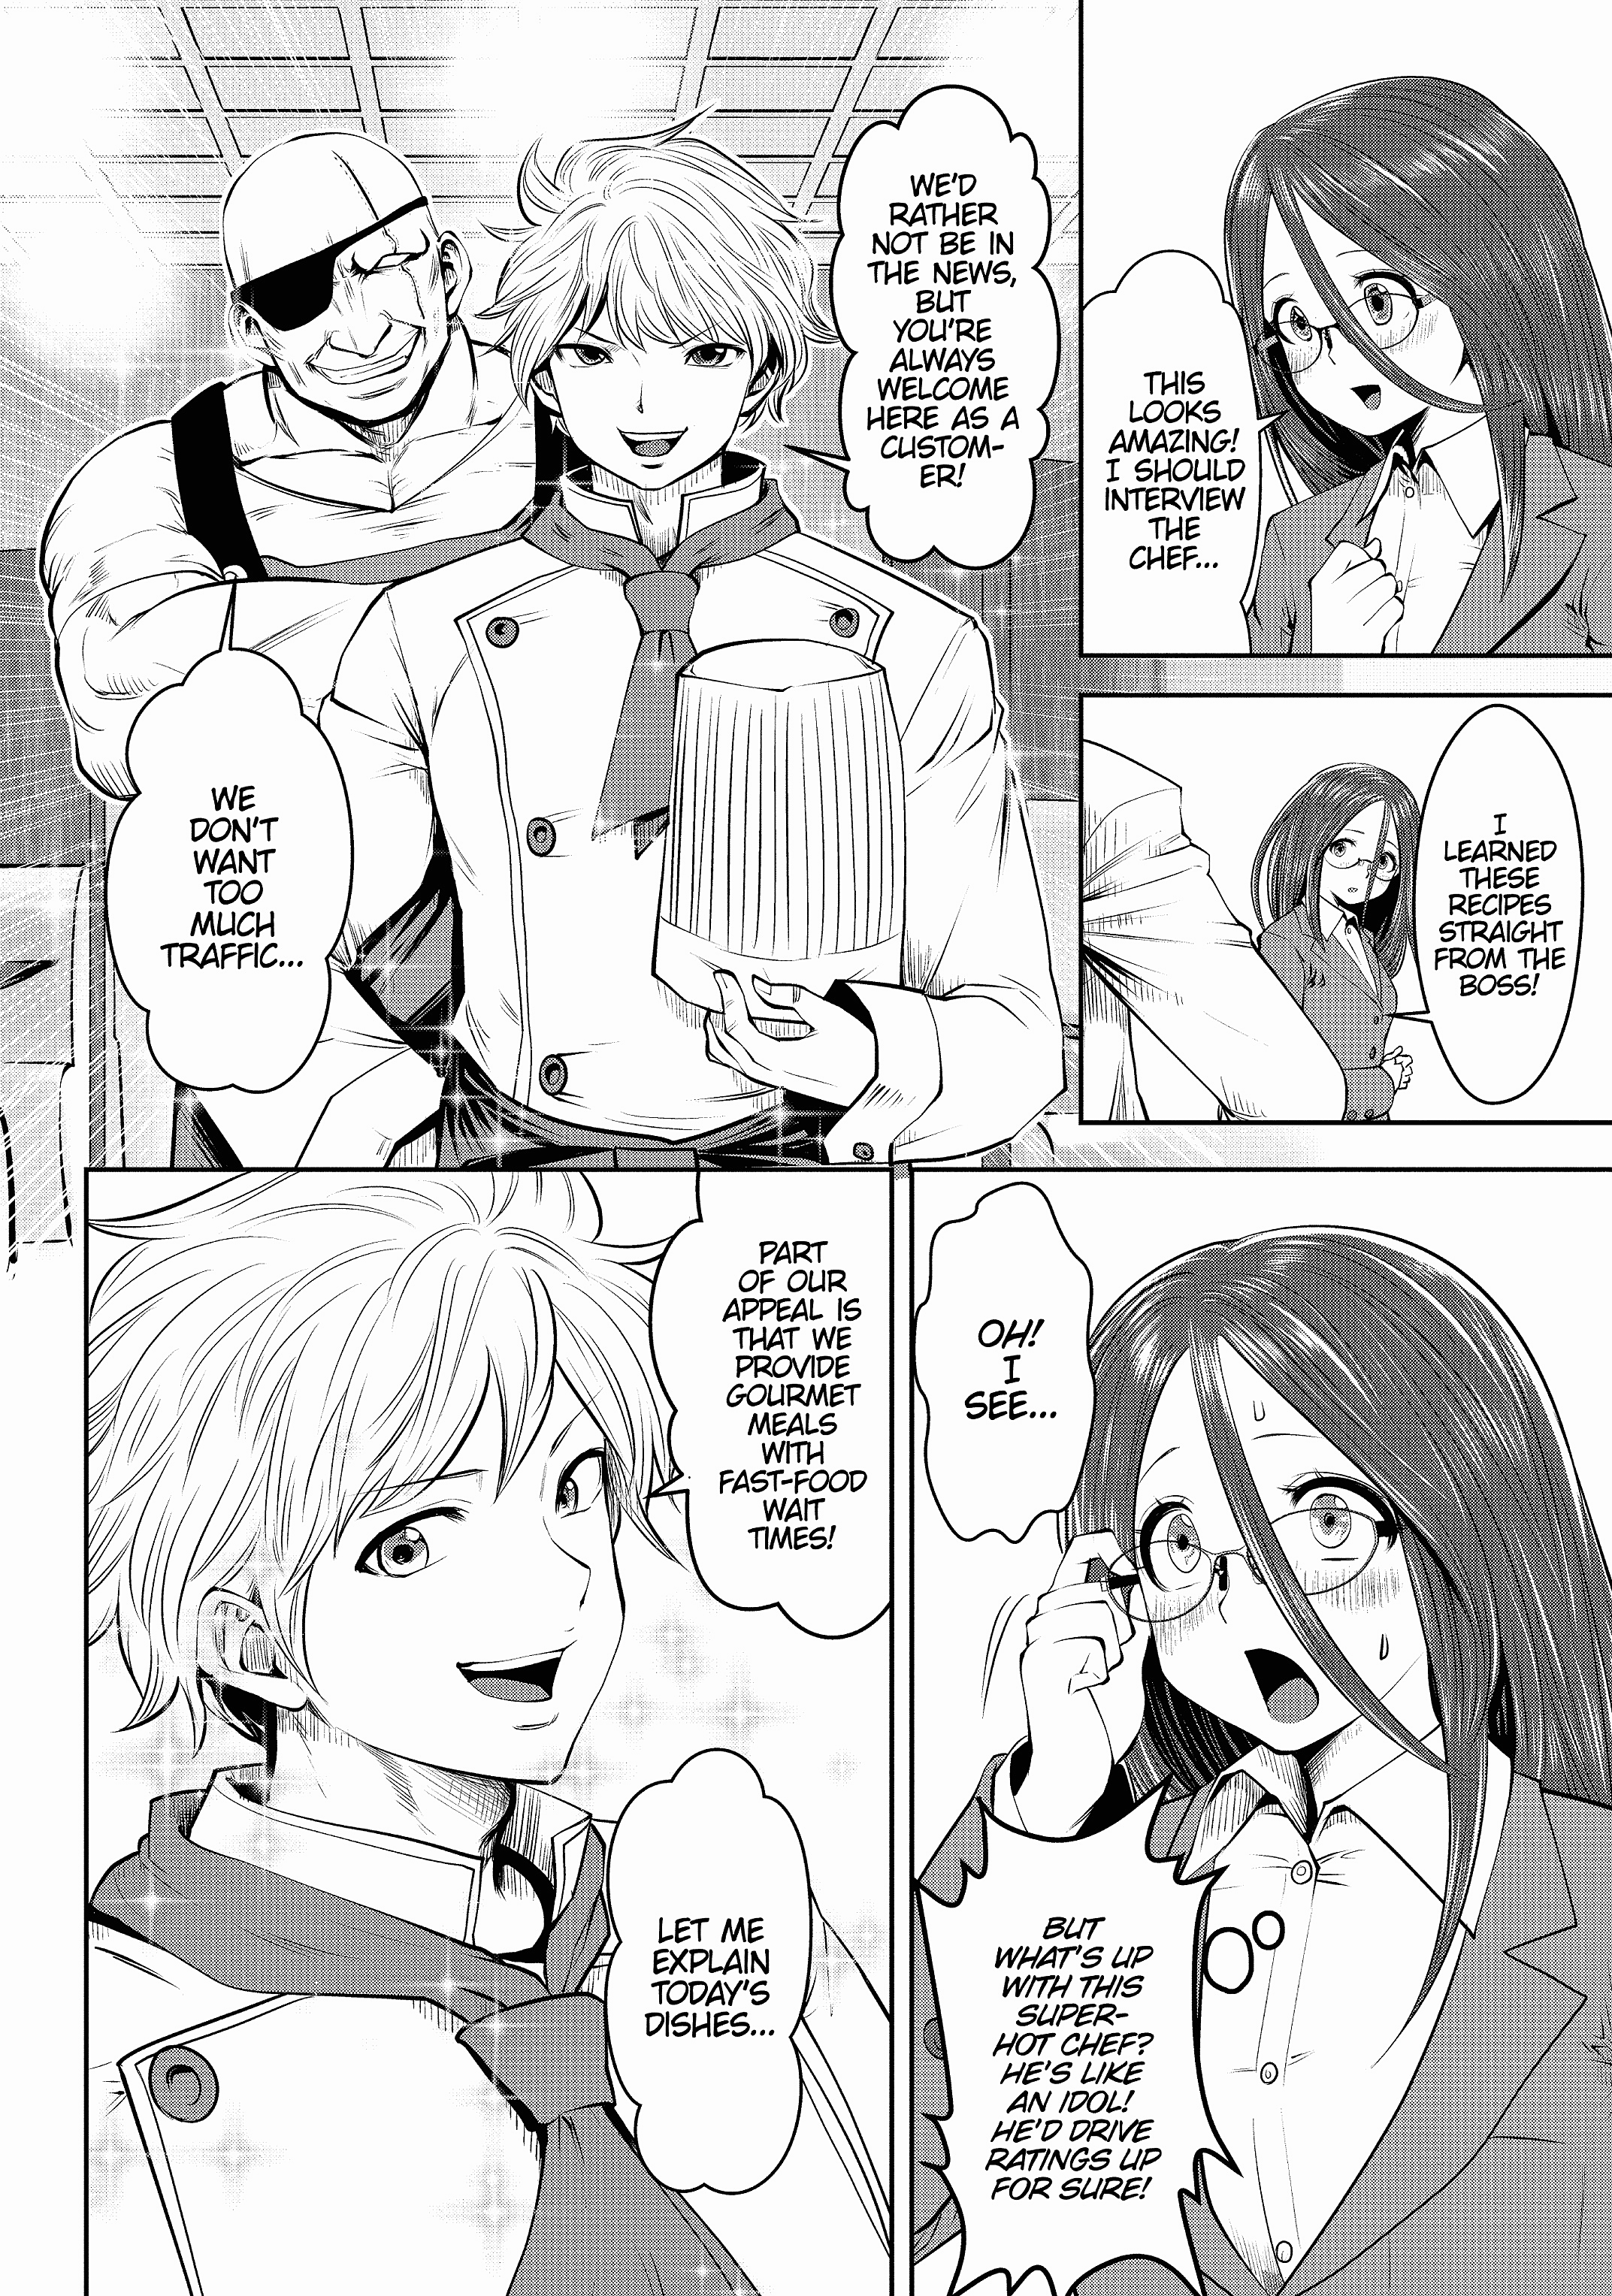 THIS
LOOKS
AMAZING!
I SHOULD
INTERVIEW
THE
CHEF...
I
LEARNED
THESE
RECIPES
STRAIGHT
FROM THE
BOSS!
WE'D
RATHER
NOT BE IN
THE NEWS,
BUT
YOU'RE
ALWAYS
WELCOME
HERE AS A
CUSTOM-
ER!
WE
DON'T
WANT
TOO
MUCH
TRAFFIC...
OH!
I
SEE...
BUT
WHAT'S UP
WITH THIS
SUPER-
HOT CHEF?
HE'S LIKE
AN IDOL!
HE'D DRIVE
RATINGS UP
FOR SURE!
PART
OF OUR
APPEAL IS
THAT WE
PROVIDE
GOURMET
MEALS
WITH
FAST-FOOD
WAIT
TIMES!
LET ME
EXPLAIN
TODAY'S
DISHES...